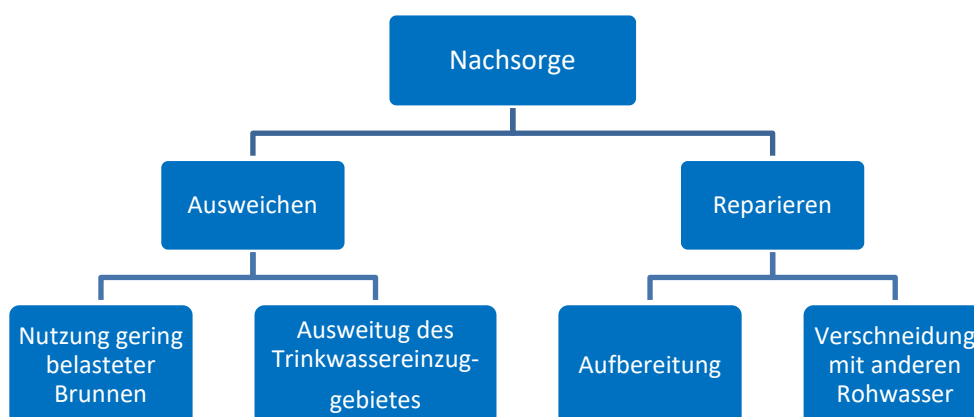 Nachsorge
Ausweichen
Reparieren
Nutzung gering
belasteter
Brunnen
Ausweitug des
Trinkwassereinzug-
gebietes
Aufbereitung
Verschneidung
mit anderen
Rohwasser